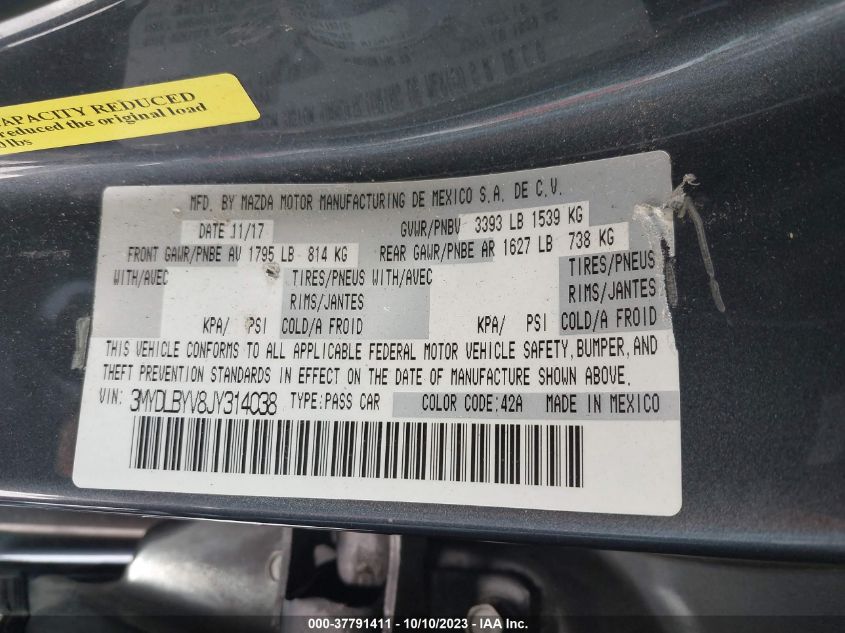 CAPACITY REDUCED
reduced the original load
lbs
MFD. BY MAZDA MOTOR MANUFACTURING DE MEXICO S.A. DE C.V.
DATE 11/17 GVWR/PNBV 3393 LB 1539 KG
FRONT GAWR/PNBE AV 1795 LB 814 KG REAR GAWR/PNBE AR 1627 LB 738 KG
WITH/AVEC TIRES/PNEUS WITH/AVEC TIRES/PNEUS
RIMS/JANTES RIMS/JANTES
KPA/ PSI COLD/A FROID KPA/ PSI COLD/A FROID
THIS VEHICLE CONFORMS TO ALL APPLICABLE FEDERAL MOTOR VEHICLE SAFETY, BUMPER, AND
THEFT PREVENTION STANDARDS IN EFFECT ON THE DATE OF MANUFACTURE SHOWN ABOVE.
VIN: 3MYDLBYV8JY314038 TYPE:PASS CAR COLOR CODE:42A MADE IN MEXICO
000-37791411 - 10/10/2023 - IAA Inc.